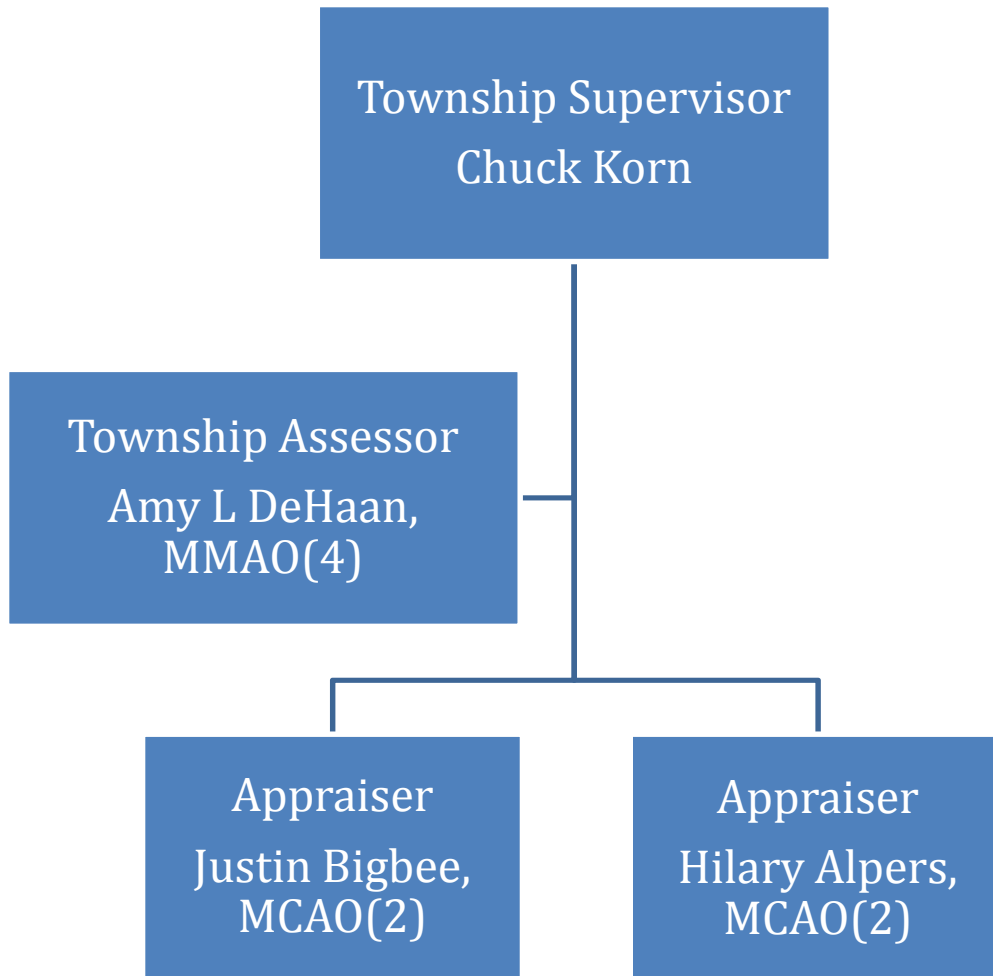 Township Supervisor
Chuck Korn
Township Assessor
Amy L DeHaan,
MMAO(4)
Appraiser
Justin Bigbee,
MCAO(2)
Appraiser
Hilary Alpers,
MCAO(2)